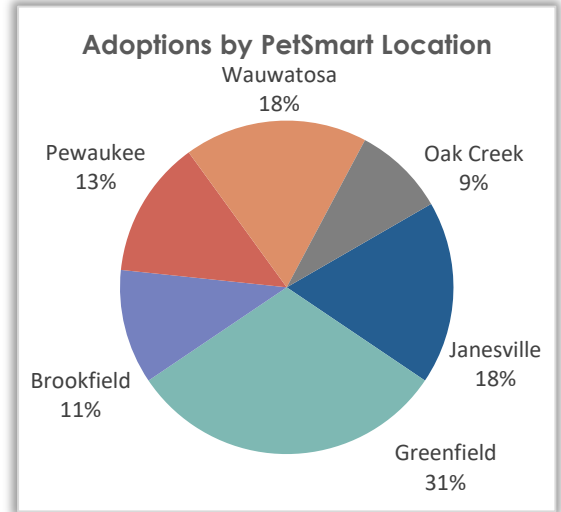 Adoptions by PetSmart Location
Wauwatosa
18%
Oak Creek
9%
Pewaukee
13%
Janesville
18%
Brookfield
11%
Greenfield
31%